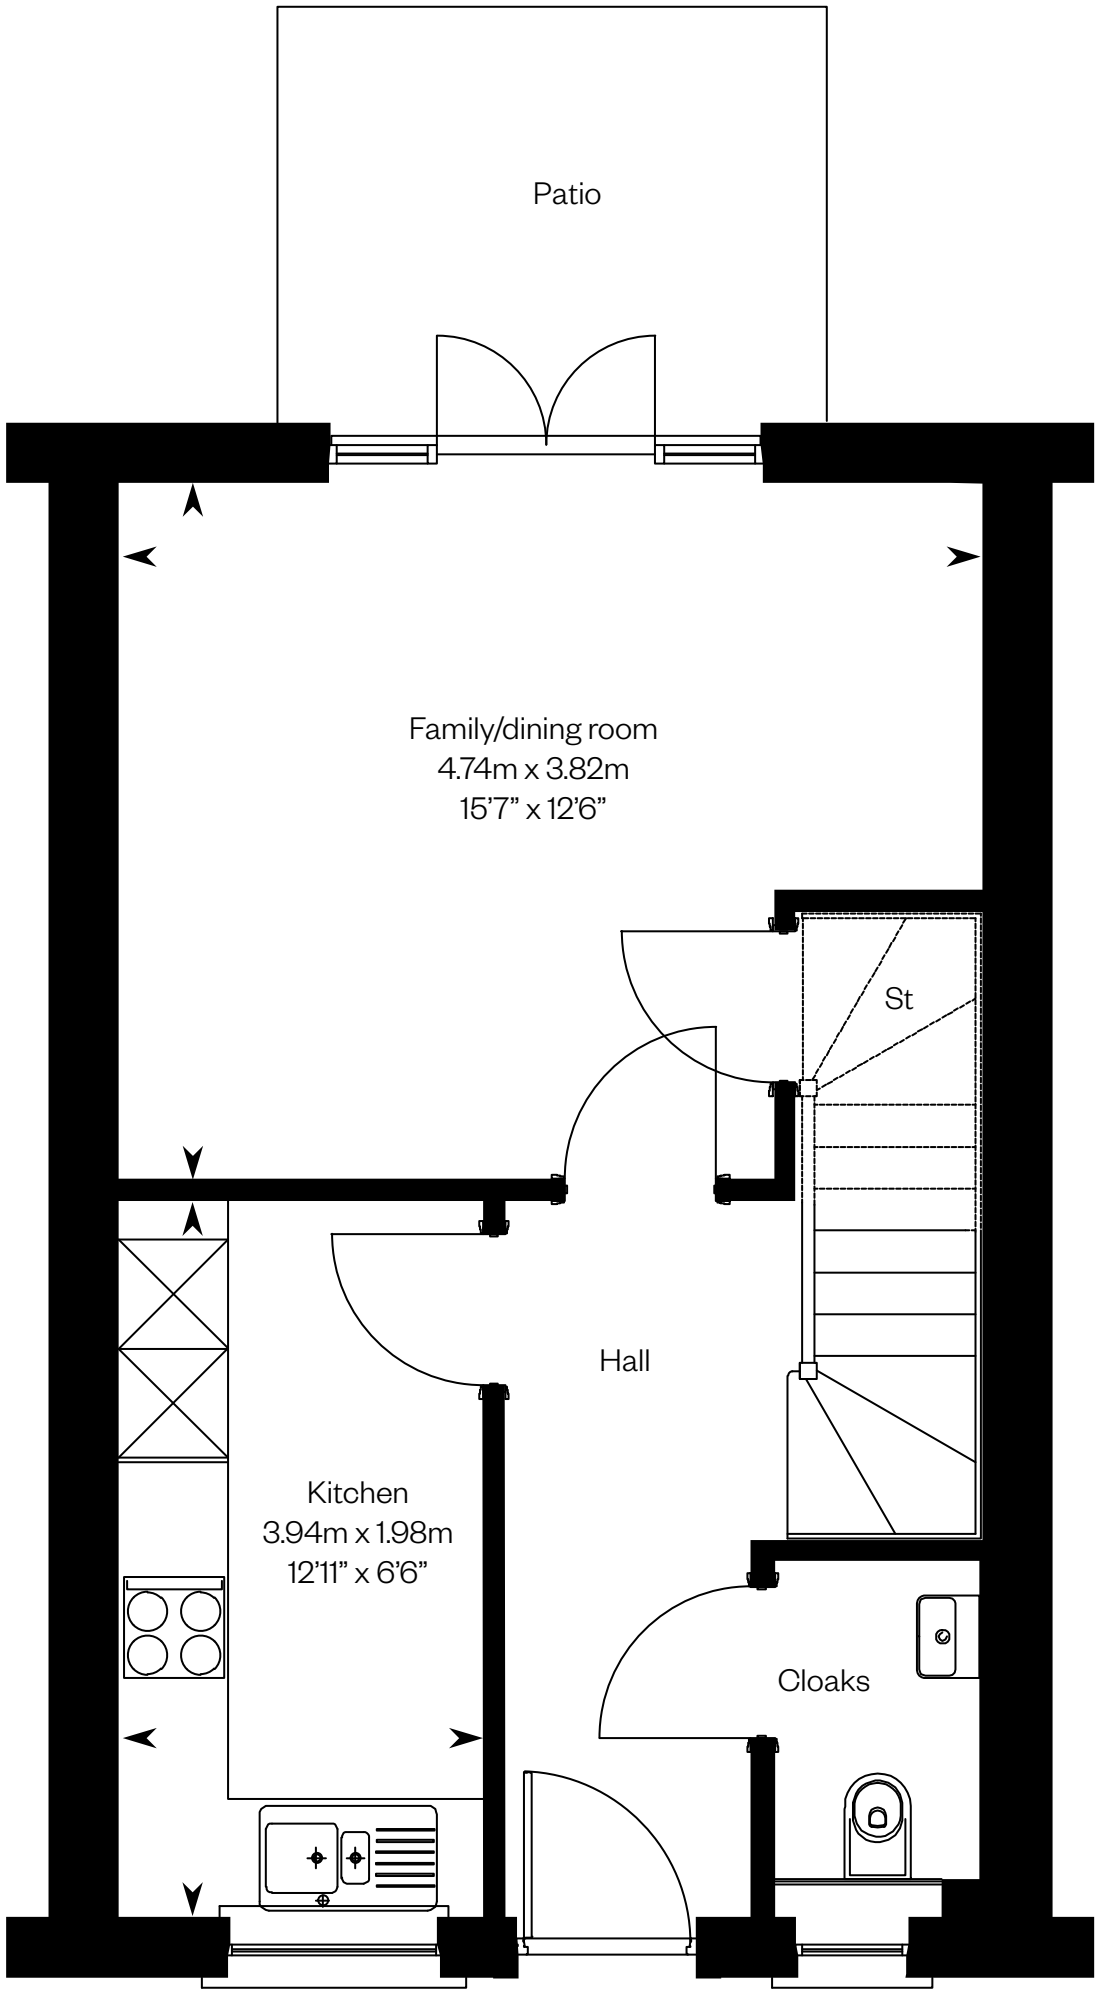 Patio
Family/dining room
4.74m x 3.82m
15’7” x 12’6”
St
Hall
Kitchen
3.94m x 1.98m
12’11” x 6’6”
Cloaks